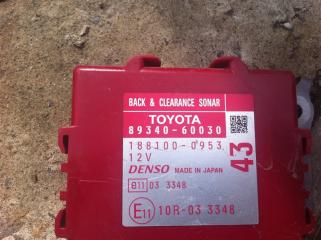 BACK & CLEARANCE SONAR
TOYOTA
89340-60030
188100-0953
12V
DENSO MADE IN JAPAN
43
e11 03 3348
E11 10R-03 3348